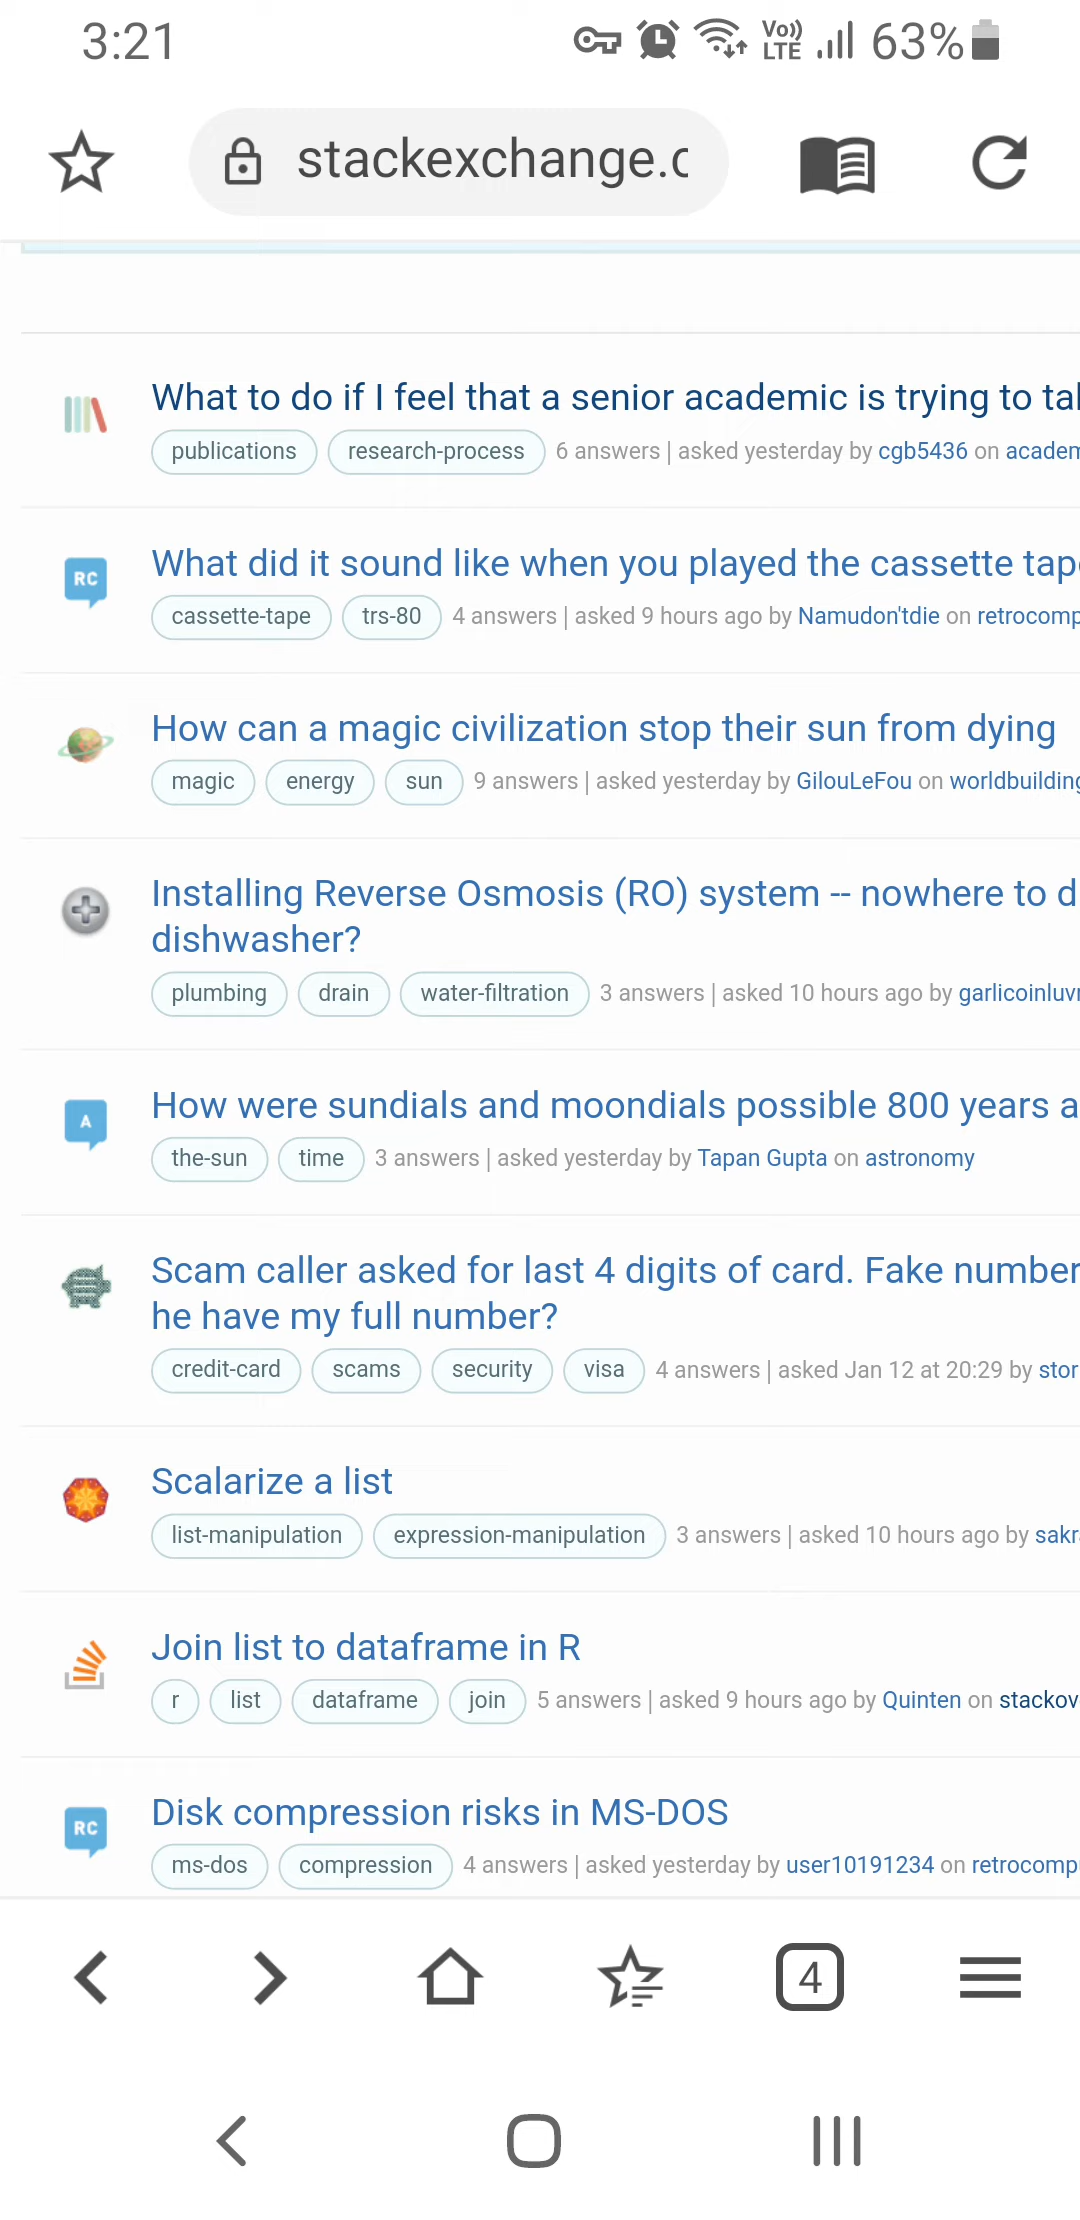 3:21 Vo)) LTE 63%
stackexchange.c
What to do if I feel that a senior academic is trying to
publications research-process 6 answers | asked yesterday by cgb5436 on academ
What did it sound like when you played the cassette tap
cassette-tape trs-80 4 answers | asked 9 hours ago by Namudon'tdie on retrocomp
How can a magic civilization stop their sun from dying
magic energy sun 9 answers | asked yesterday by GilouLeFou on worldbuilding
Installing Reverse Osmosis (RO) system -- nowhere to d
dishwasher?
plumbing drain water-filtration 3 answers | asked 10 hours ago by garlicoinluv
How were sundials and moondials possible 800 years a
the-sun time 3 answers | asked yesterday by Tapan Gupta on astronomy
Scam caller asked for last 4 digits of card. Fake number
he have my full number?
credit-card scams security visa 4 answers | asked Jan 12 at 20:29 by stor
Scalarize a list
list-manipulation expression-manipulation 3 answers | asked 10 hours ago by sakr
Join list to dataframe in R
r list dataframe join 5 answers | asked 9 hours ago by Quinten on stackov
Disk compression risks in MS-DOS
ms-dos compression 4 answers | asked yesterday by user10191234 on retrocomp
RC
A
RC
4